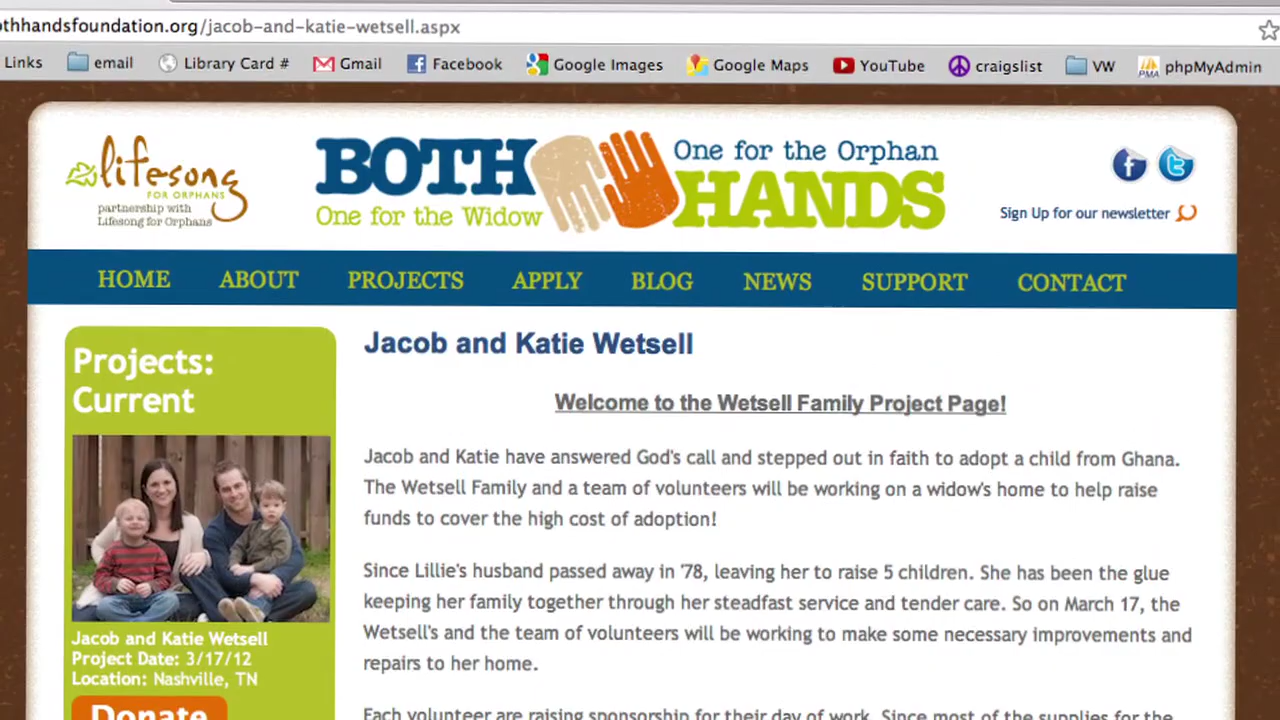 othhandsfoundation.org/jacob-and-katie-wetsell.aspx
Links email Library Card # Gmail Facebook Google Images Google Maps YouTube craigslist VW phpMyAdmin
lifesong
FOR ORPHANS
partnership with
Lifesong for Orphans
BOTH
One for the Widow
One for the Orphan
HANDS
Sign Up for our newsletter
HOME ABOUT PROJECTS APPLY BLOG NEWS SUPPORT CONTACT
Projects:
Current
Jacob and Katie Wetsell
Project Date: 3/17/12
Location: Nashville, TN
Donate
Jacob and Katie Wetsell
Welcome to the Wetsell Family Project Page!
Jacob and Katie have answered God's call and stepped out in faith to adopt a child from Ghana.
The Wetsell Family and a team of volunteers will be working on a widow's home to help raise
funds to cover the high cost of adoption!
Since Lillie's husband passed away in '78, leaving her to raise 5 children. She has been the glue
keeping her family together through her steadfast service and tender care. So on March 17, the
Wetsell's and the team of volunteers will be working to make some necessary improvements and
repairs to her home.
Each volunteer are raising sponsorship for their day of work. Since most of the supplies for the